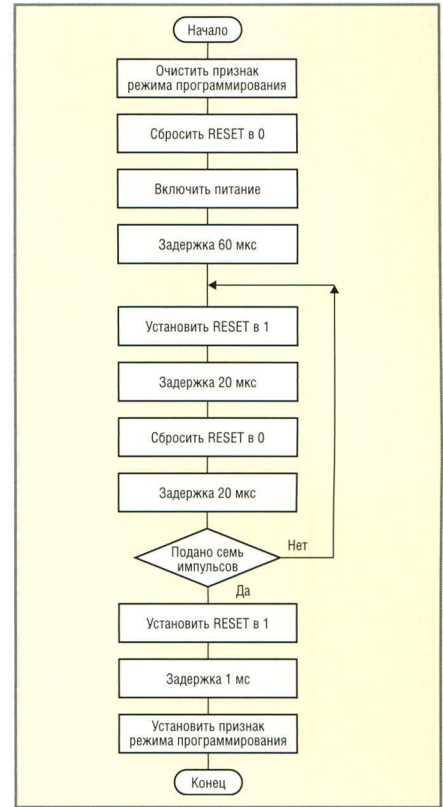 Начало
Очистить признак
режима программирования
Сбросить RESET в 0
Включить питание
Задержка 60 мкс
Установить RESET в 1
Задержка 20 мкс
Сбросить RESET в 0
Задержка 20 мкс
Подано семь
импульсов
Нет
Да
Установить RESET в 1
Задержка 1 мс
Установить признак
режима программирования
Конец